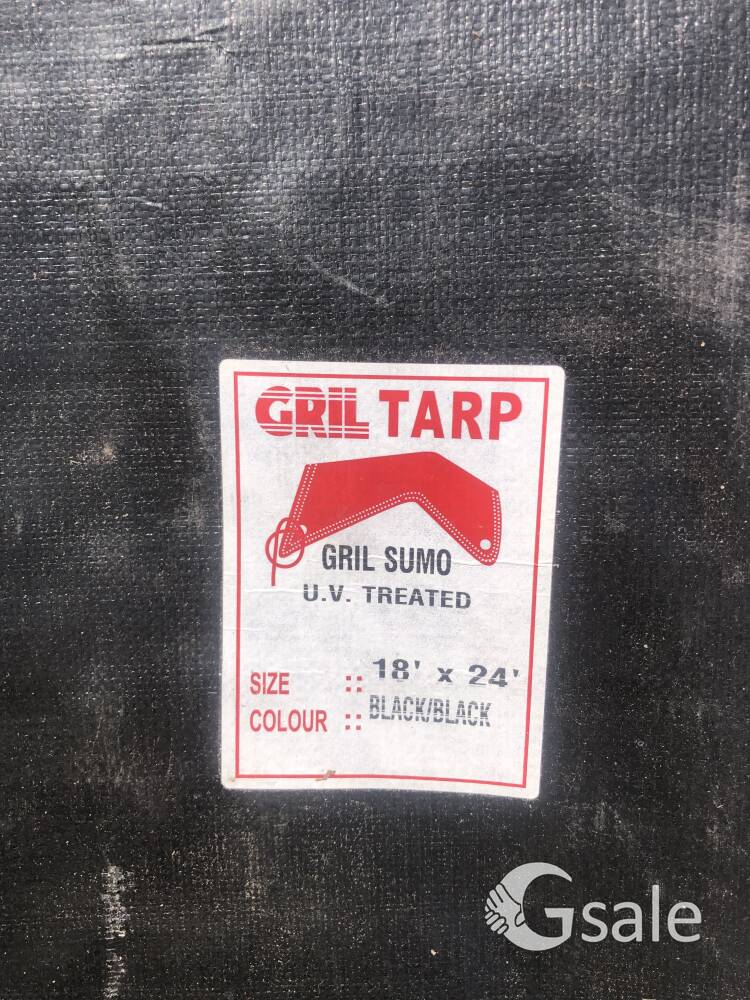 GRIL TARP
GRIL SUMO
U.V. TREATED
SIZE :: 18' x 24'
COLOUR :: BLACK/BLACK
Gsale